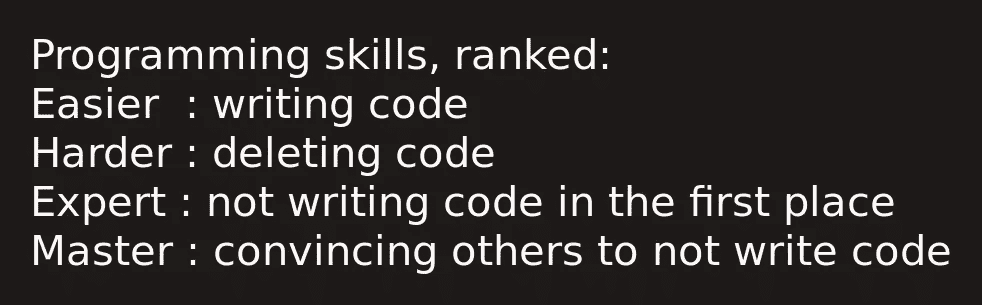 Programming skills, ranked:
Easier  : writing code
Harder : deleting code
Expert : not writing code in the first place
Master : convincing others to not write code